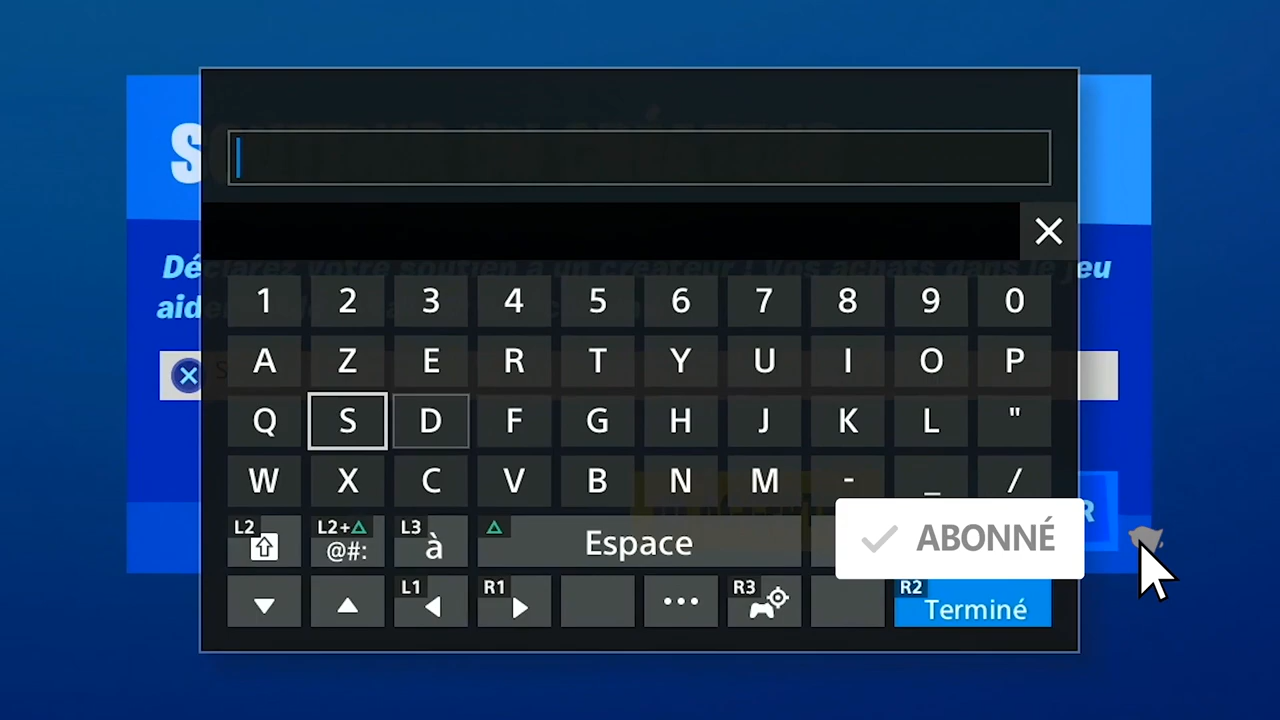 S
Déclarez votre soutien à un créateur ! Vos achats dans le jeu
aide
1 2 3 4 5 6 7 8 9 0
A Z E R T Y U I O P
Q S D F G H J K L "
W X C V B N M - _ /
L2 L2+△ @#: L3 à △ Espace
ABONNÉ
R
L1 R1 ... R3 R2 Terminé